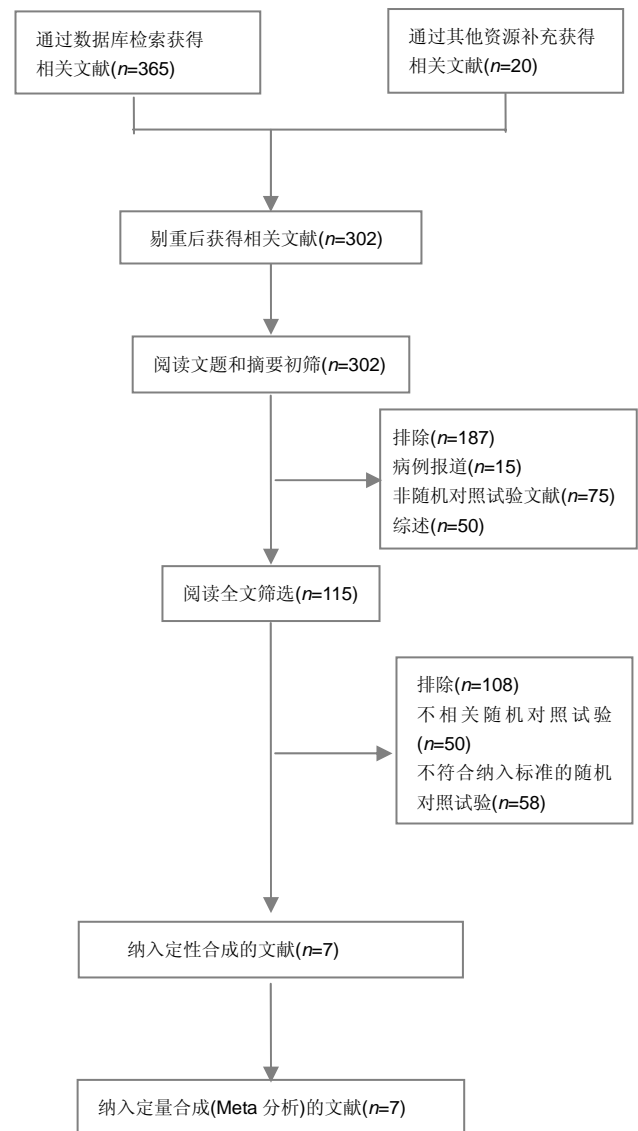 通过数据库检索获得
相关文献(n=365)
通过其他资源补充获得
相关文献(n=20)
剔重后获得相关文献(n=302)
阅读文题和摘要初筛(n=302)
排除(n=187)
病例报道(n=15)
非随机对照试验文献(n=75)
综述(n=50)
阅读全文筛选(n=115)
排除(n=108)
不相关随机对照试验
(n=50)
不符合纳入标准的随机
对照试验(n=58)
纳入定性合成的文献(n=7)
纳入定量合成(Meta 分析)的文献(n=7)